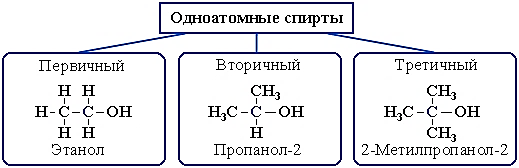 Одноатомные спирты
Первичный
H H
H-C-C-OH
H H
Этанол
Вторичный
CH₃
H₃C-C-OH
H
Пропанол-2
Третичный
CH₃
H₃C-C-OH
CH₃
2-Метилпропанол-2